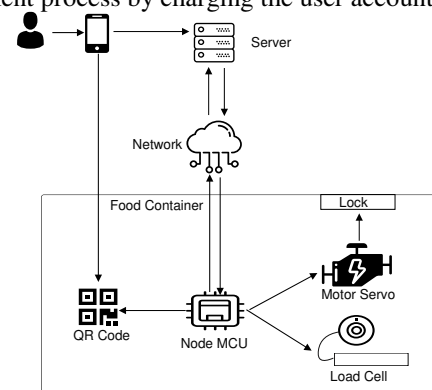 ent process by charging the user account
Server
Network
Food Container
Lock
Motor Servo
QR Code
Node MCU
Load Cell